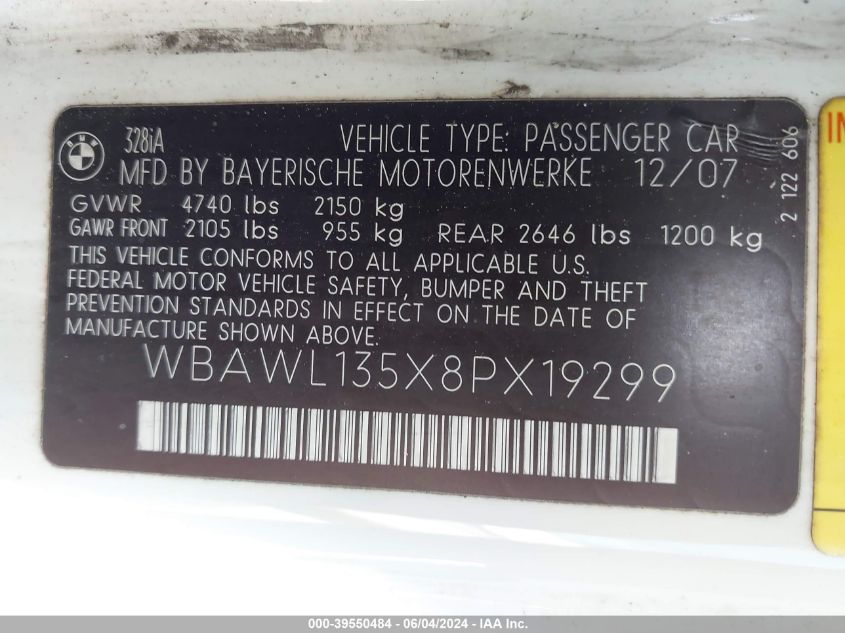 BMW
328iA VEHICLE TYPE: PASSENGER CAR
MFD BY BAYERISCHE MOTORENWERKE 12/07
GVWR 4740 lbs 2150 kg
GAWR FRONT 2105 lbs 955 kg REAR 2646 lbs 1200 kg
THIS VEHICLE CONFORMS TO ALL APPLICABLE U.S.
FEDERAL MOTOR VEHICLE SAFETY, BUMPER AND THEFT
PREVENTION STANDARDS IN EFFECT ON THE DATE OF
MANUFACTURE SHOWN ABOVE.
WBAWL135X8PX19299
2 122 606
000-39550484 - 06/04/2024 - IAA Inc.